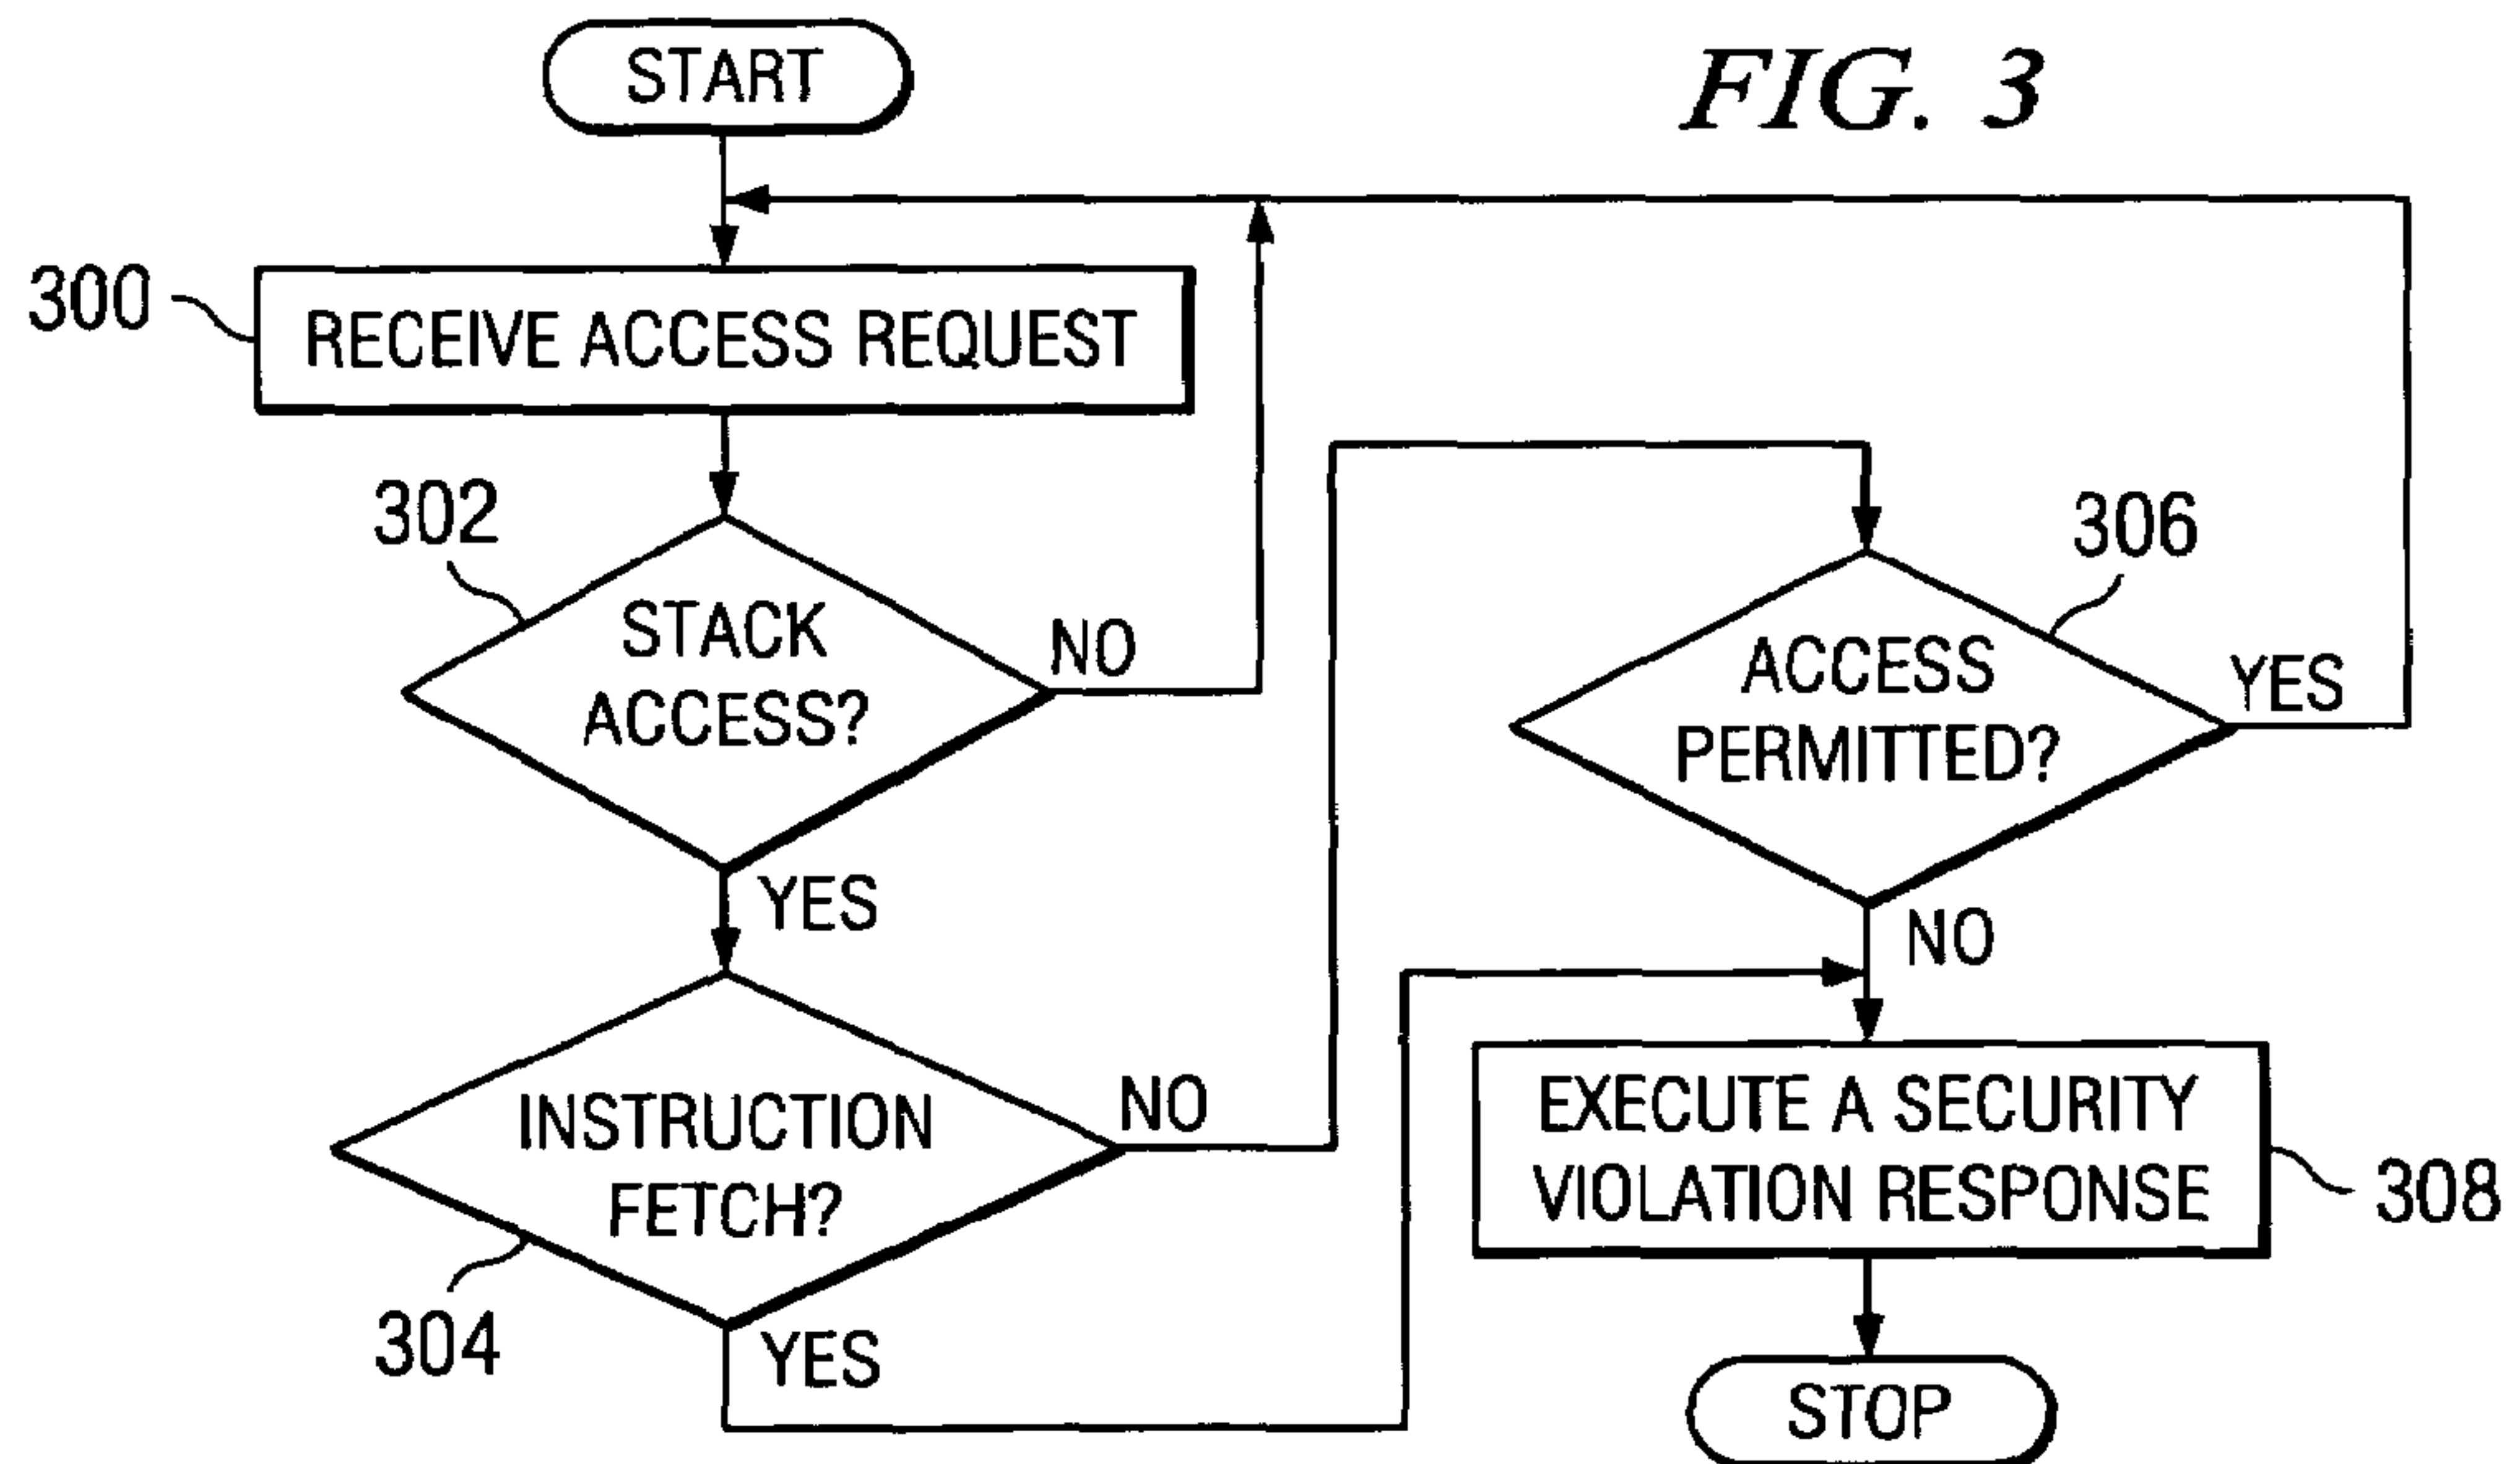 START
FIG. 3
300
RECEIVE ACCESS REQUEST
302
STACK
ACCESS?
NO
YES
306
ACCESS
PERMITTED?
YES
NO
INSTRUCTION
FETCH?
NO
304
YES
EXECUTE A SECURITY
VIOLATION RESPONSE
308
STOP